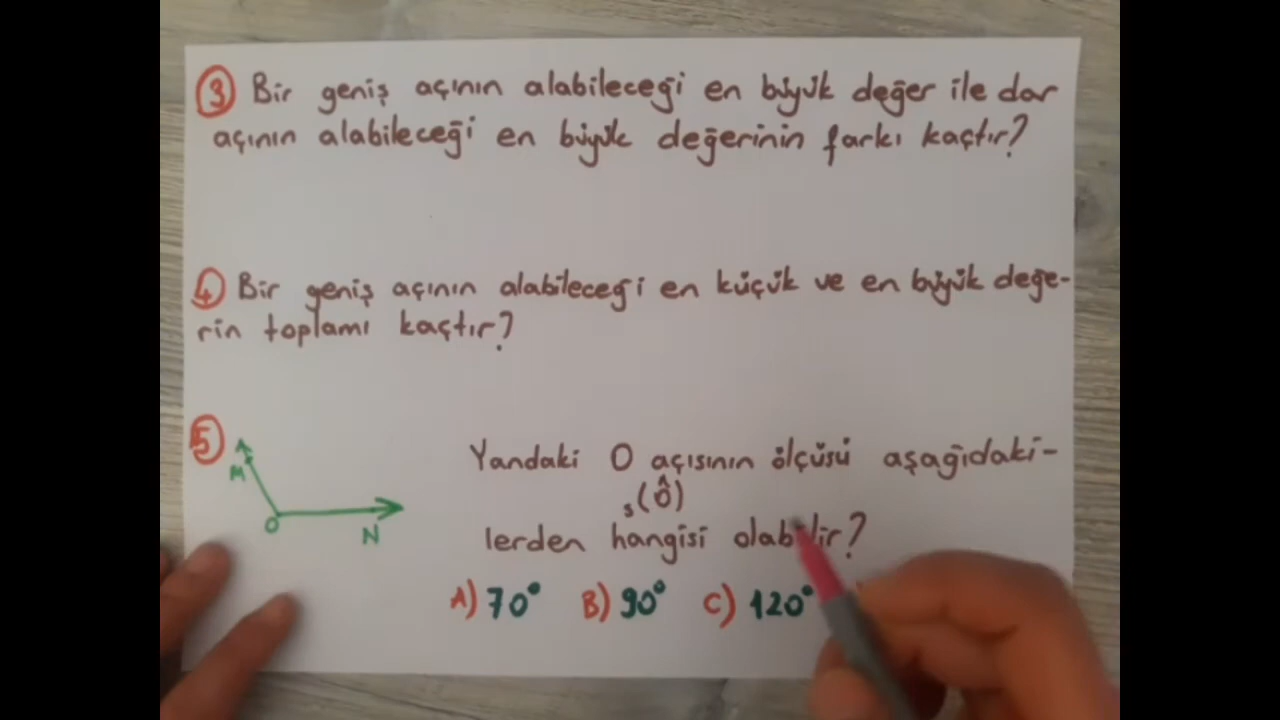 3 Bir geniş açının alabileceği en büyük değer ile dar
açının alabileceği en büyük değerinin farkı kaçtır?
4 Bir geniş açının alabileceği en küçük ve en büyük değe-
rin toplamı kaçtır?
5
M
O
N
Yandaki O açısının ölçüsü aşağıdaki-
s(Ô)
lerden hangisi olabilir?
A) 70° B) 90° C) 120°